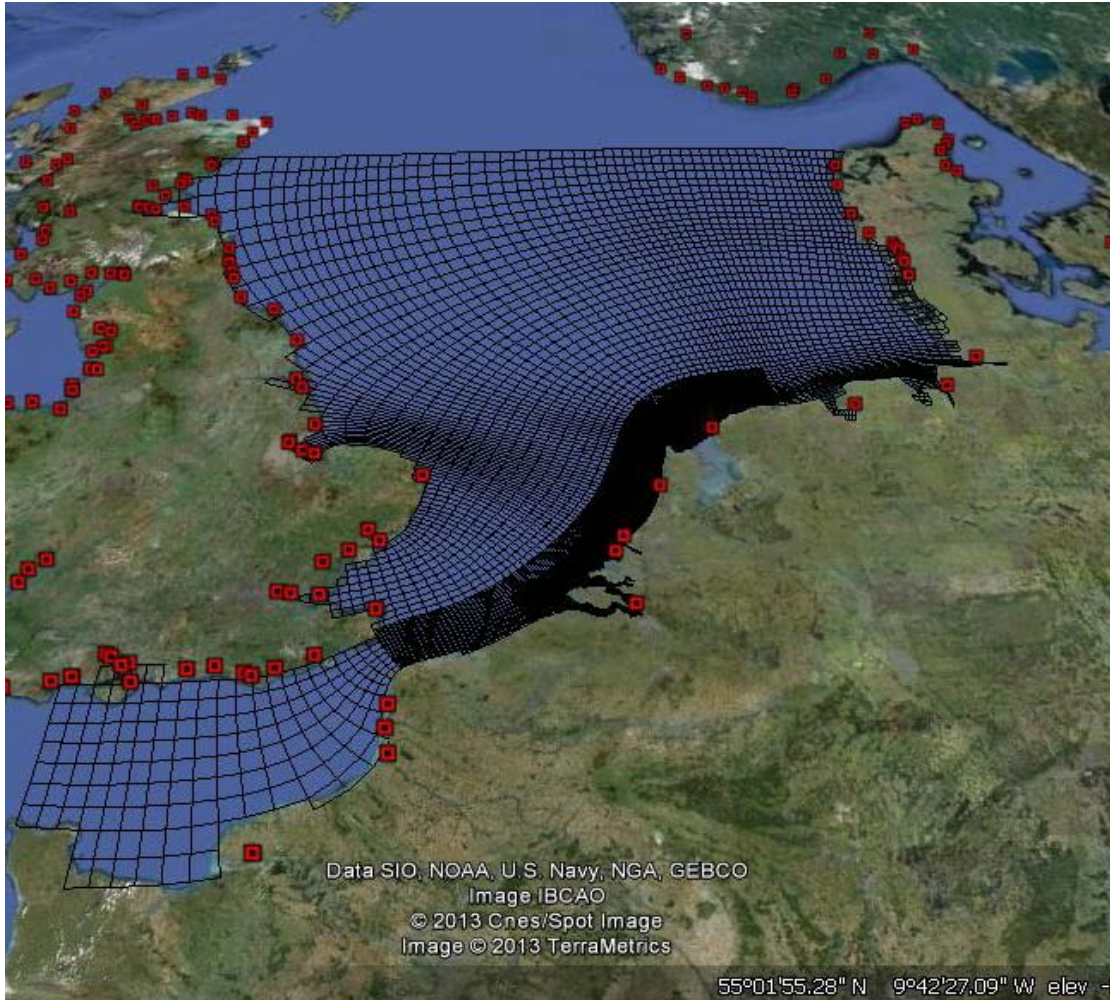 Data SIO, NOAA, U.S. Navy, NGA, GEBCO
Image IBCAO
© 2013 Cnes/Spot Image
Image © 2013 TerraMetrics
55°01'55.28" N 9°42'27.09" W elev -